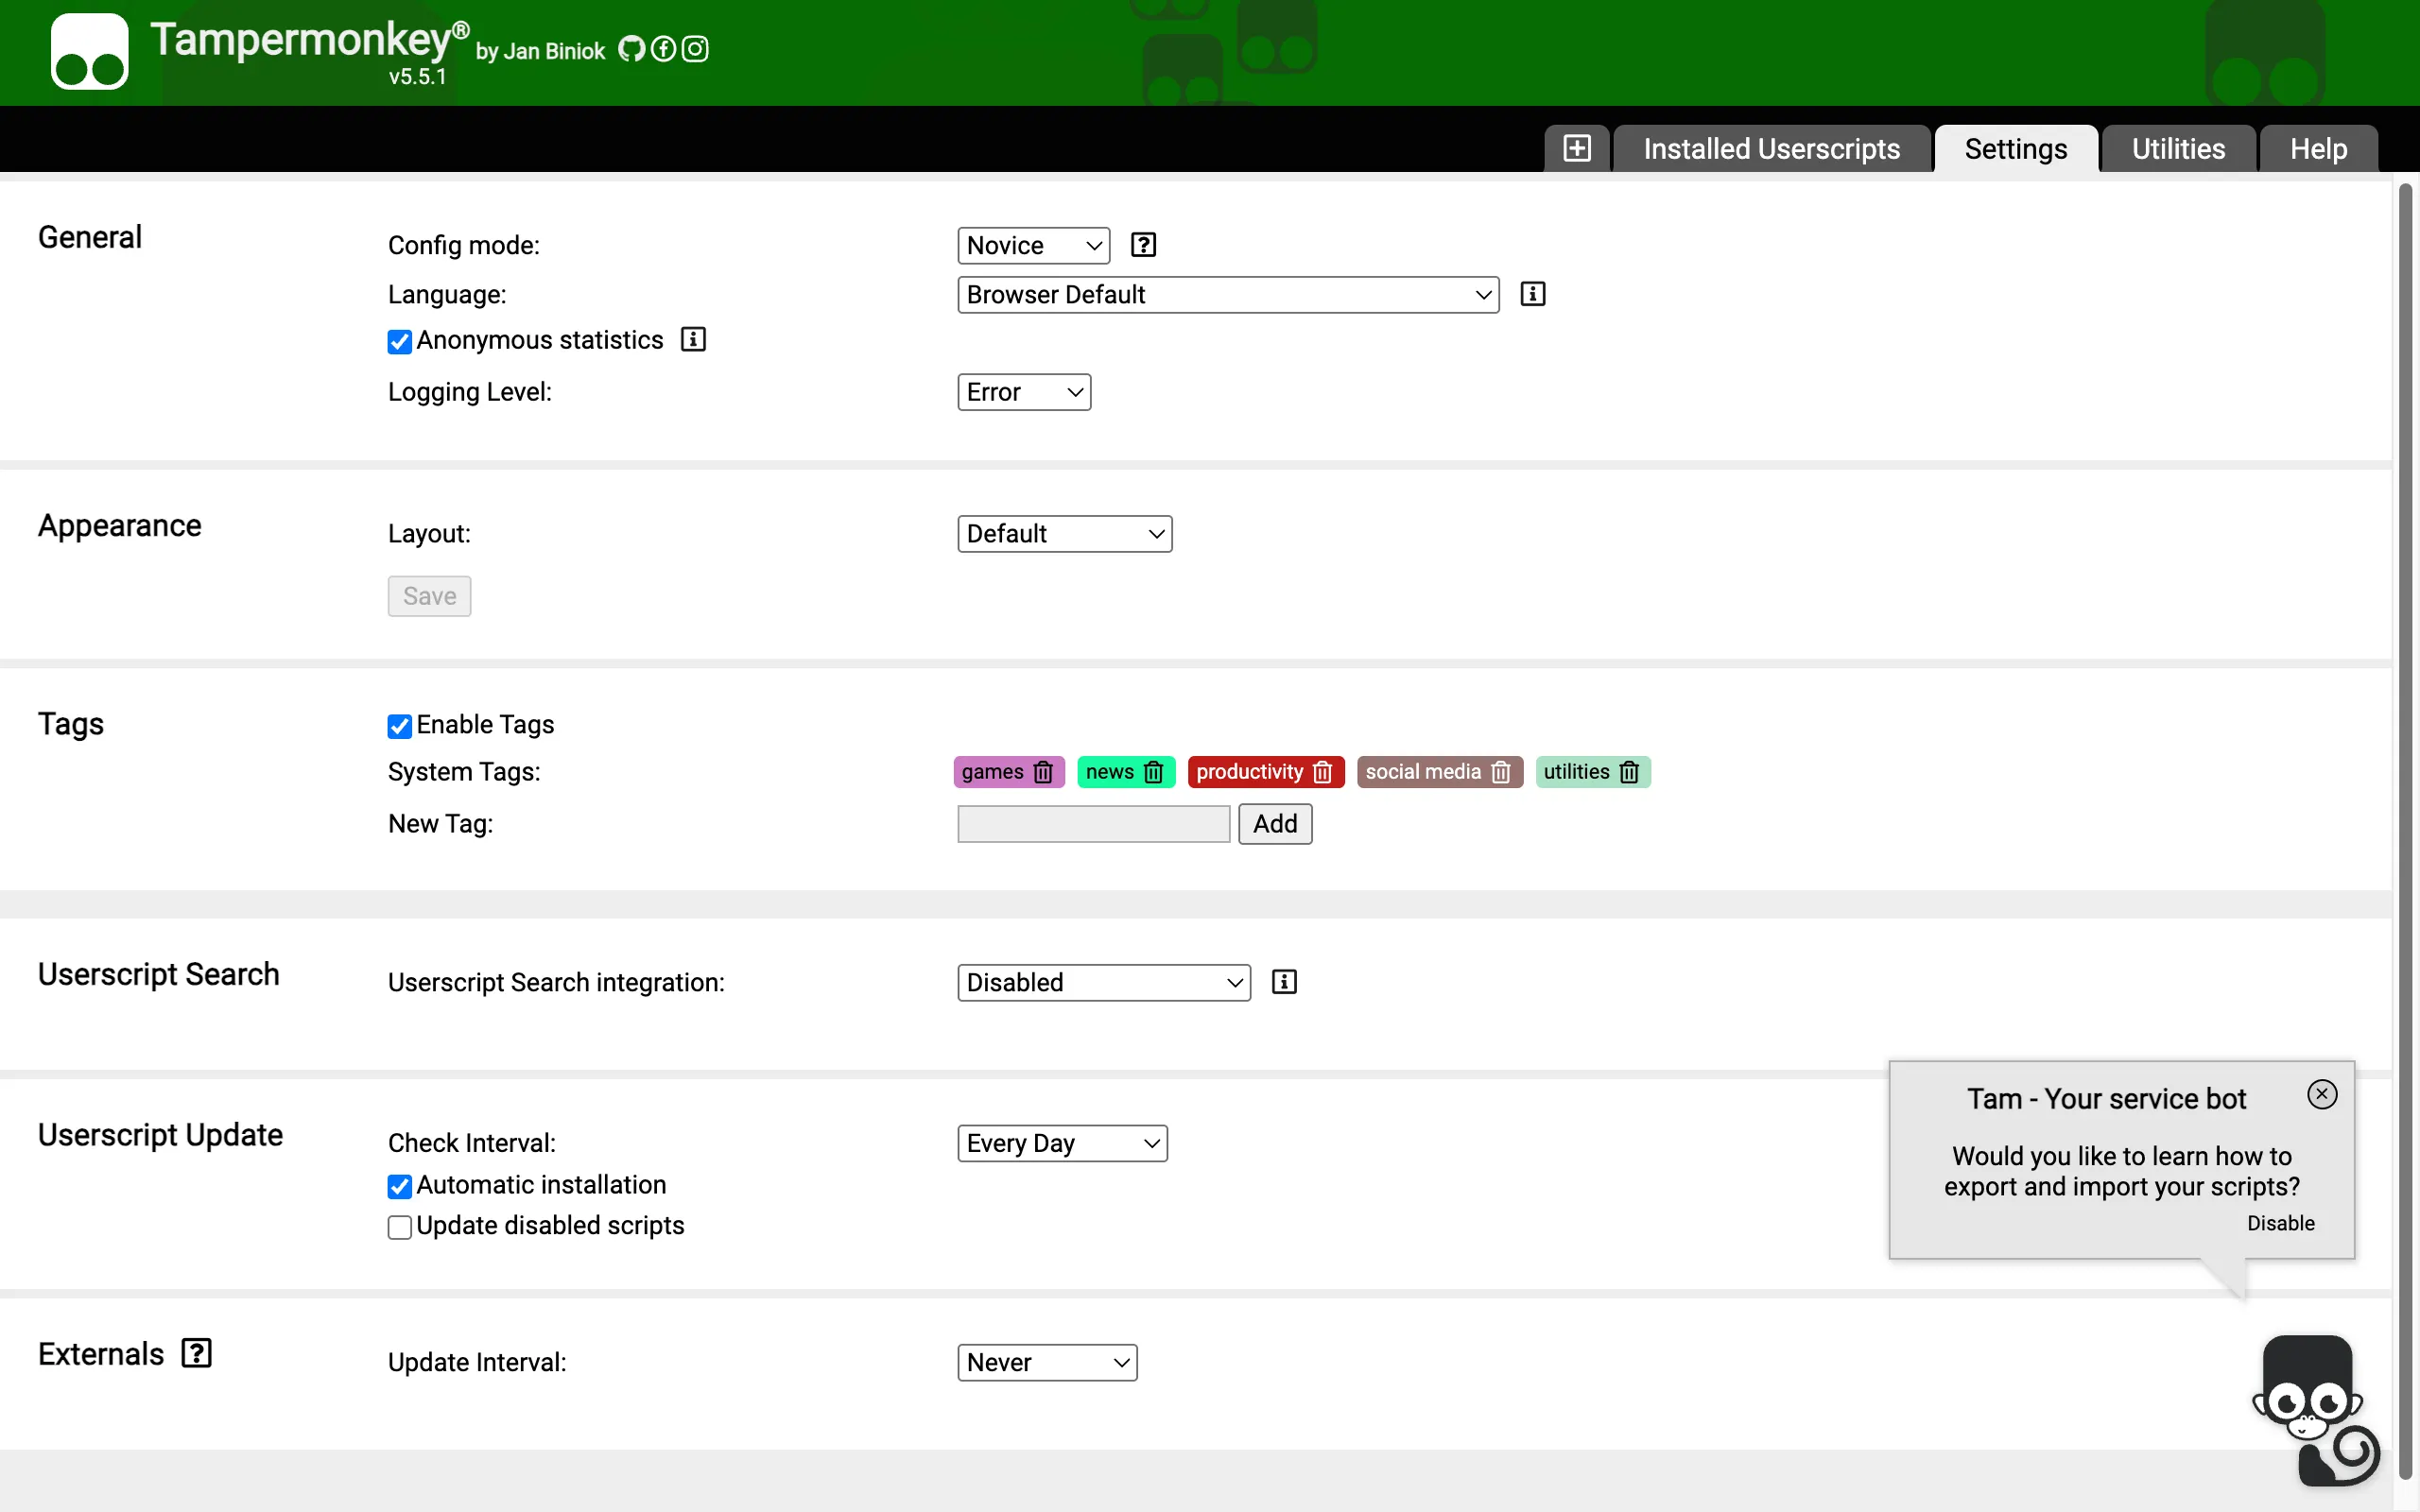 Tampermonkey® by Jan Biniok
v5.5.1
Installed Userscripts
Settings
Utilities
Help
General
Config mode:
Novice
Language:
Browser Default
Anonymous statistics
Logging Level:
Error
Appearance
Layout:
Default
Save
Tags
Enable Tags
System Tags:
games
news
productivity
social media
utilities
New Tag:
Add
Userscript Search
Userscript Search integration:
Disabled
Userscript Update
Check Interval:
Every Day
Automatic installation
Update disabled scripts
Tam - Your service bot
Would you like to learn how to
export and import your scripts?
Disable
Externals
Update Interval:
Never